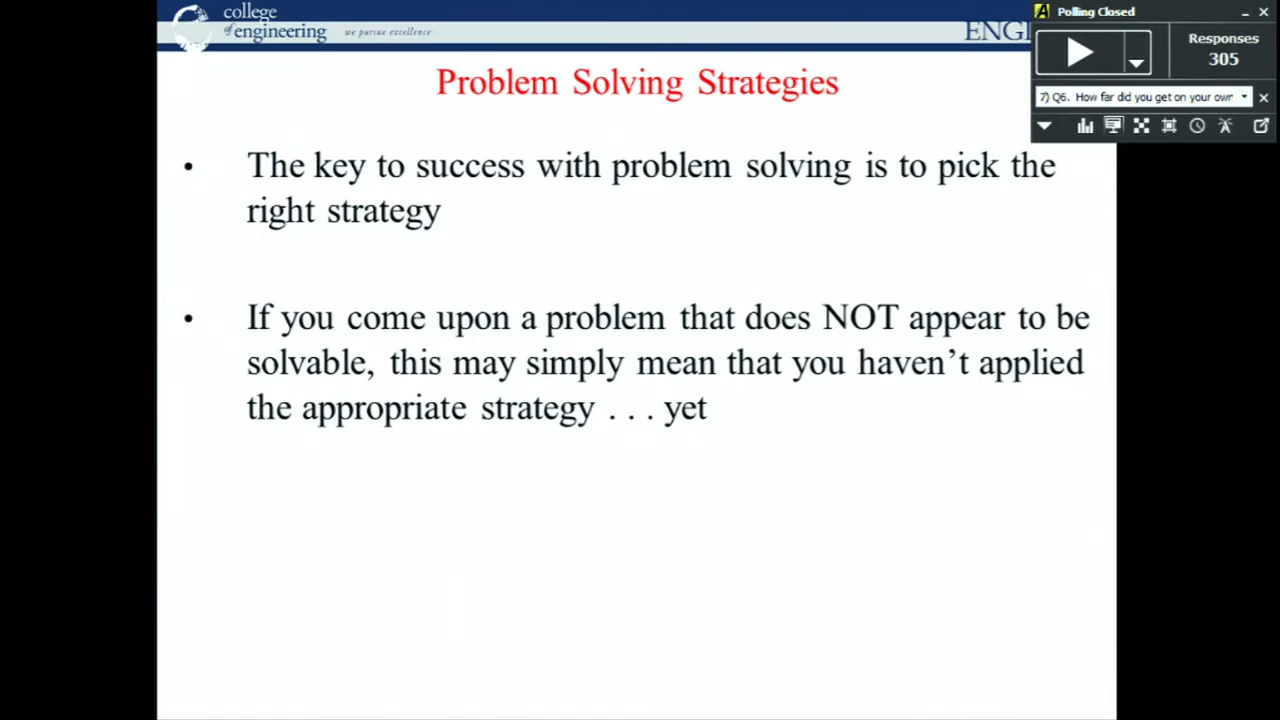 college
of engineering
we pursue excellence
ENGI
Polling Closed
Responses
305
7) Q6. How far did you get on your own
Problem Solving Strategies
• The key to success with problem solving is to pick the
right strategy
• If you come upon a problem that does NOT appear to be
solvable, this may simply mean that you haven’t applied
the appropriate strategy . . . yet